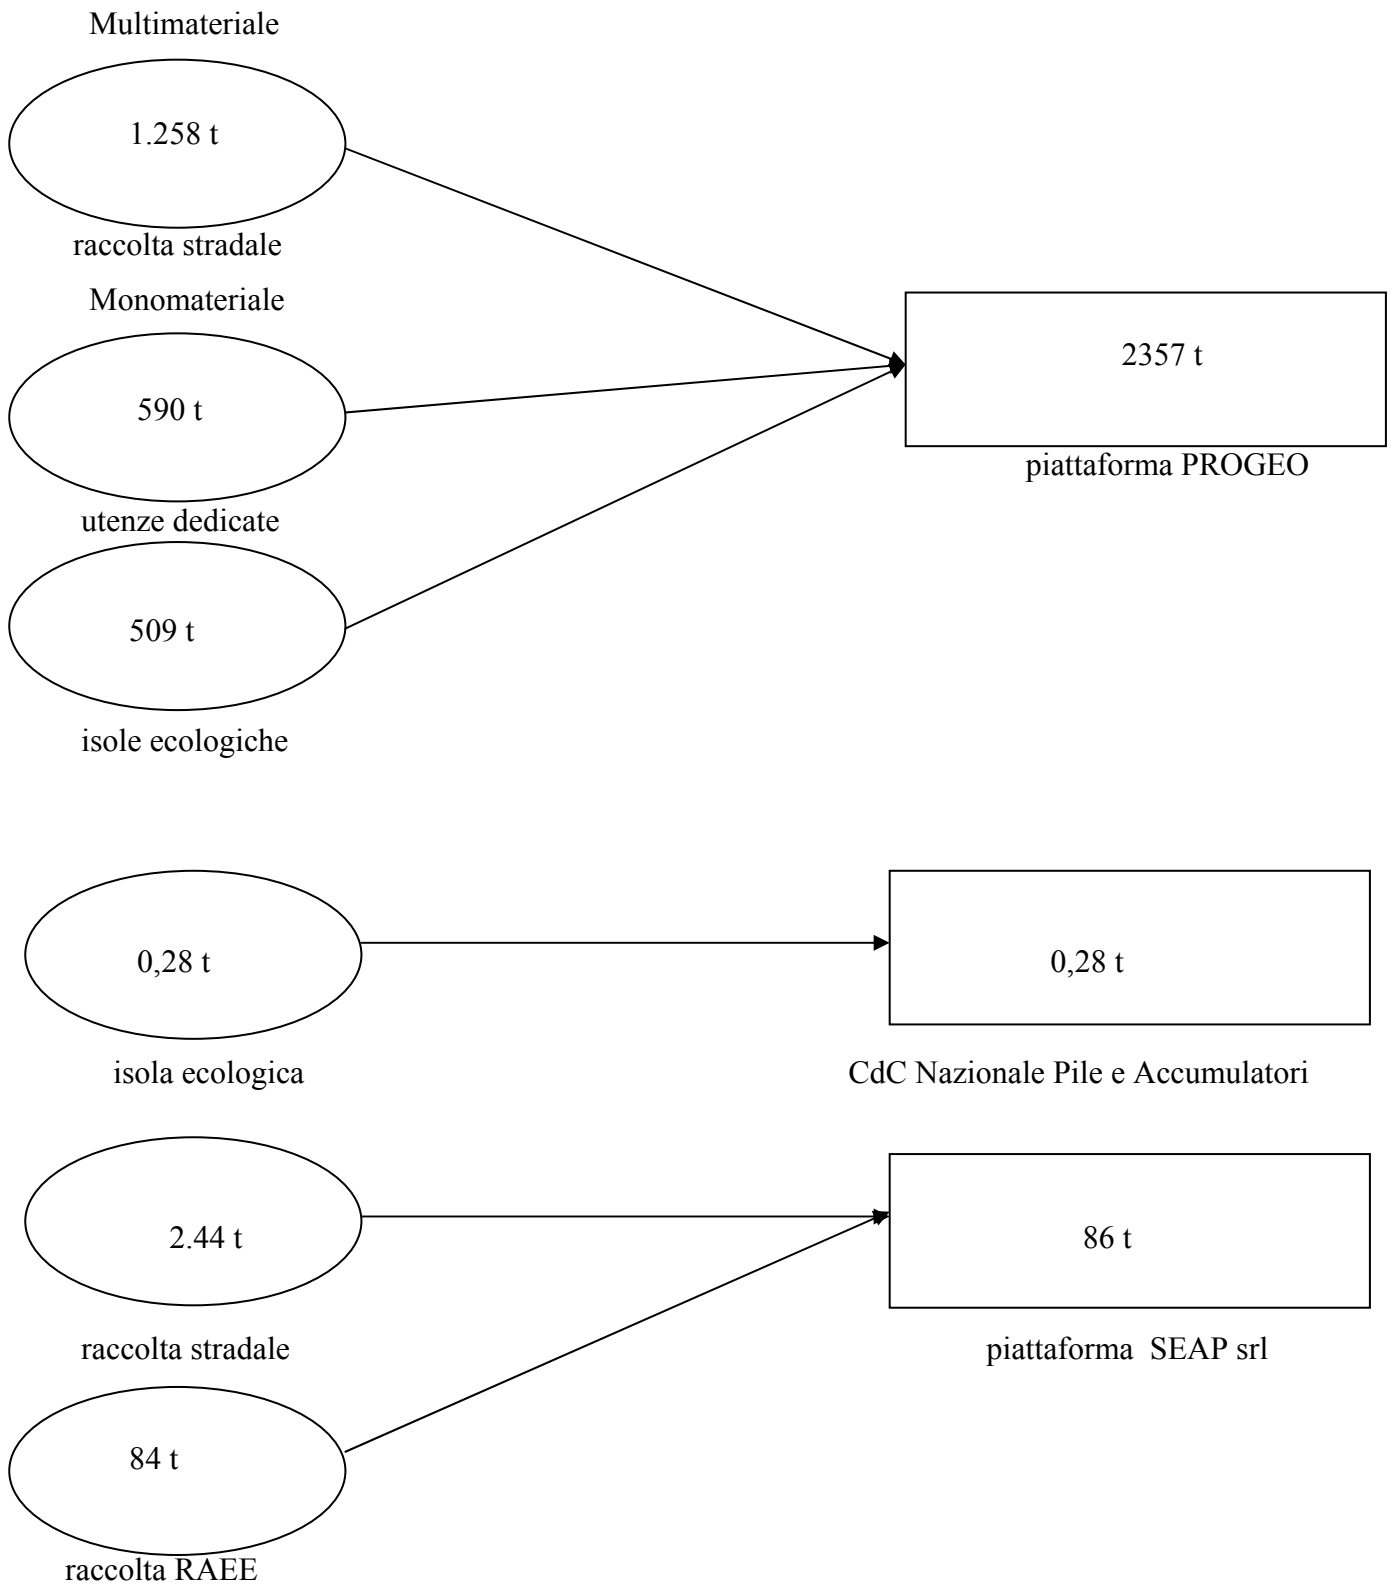 Multimateriale
1.258 t
raccolta stradale
Monomateriale
2357 t
590 t
piattaforma PROGEO
utenze dedicate
509 t
isole ecologiche
0,28 t
0,28 t
isola ecologica
CdC Nazionale Pile e Accumulatori
2.44 t
86 t
raccolta stradale
piattaforma SEAP srl
84 t
raccolta RAEE